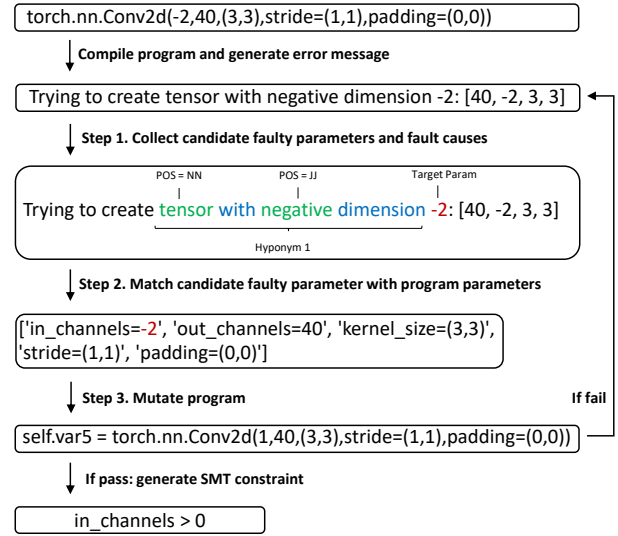 torch.nn.Conv2d(-2,40,(3,3),stride=(1,1),padding=(0,0))
Compile program and generate error message
Trying to create tensor with negative dimension -2: [40, -2, 3, 3]
Step 1. Collect candidate faulty parameters and fault causes
POS = NN POS = JJ Target Param
Trying to create tensor with negative dimension -2: [40, -2, 3, 3]
Hyponym 1
Step 2. Match candidate faulty parameter with program parameters
['in_channels=-2', 'out_channels=40', 'kernel_size=(3,3)',
'stride=(1,1)', 'padding=(0,0)']
Step 3. Mutate program
If fail
self.var5 = torch.nn.Conv2d(1,40,(3,3),stride=(1,1),padding=(0,0))
If pass: generate SMT constraint
in_channels > 0